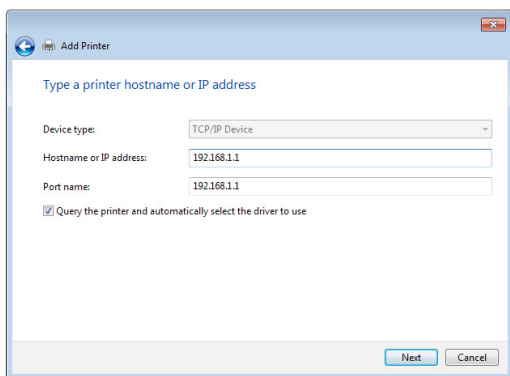 Add Printer
Type a printer hostname or IP address
Device type: TCP/IP Device
Hostname or IP address: 192.168.1.1
Port name: 192.168.1.1
Query the printer and automatically select the driver to use
Next Cancel